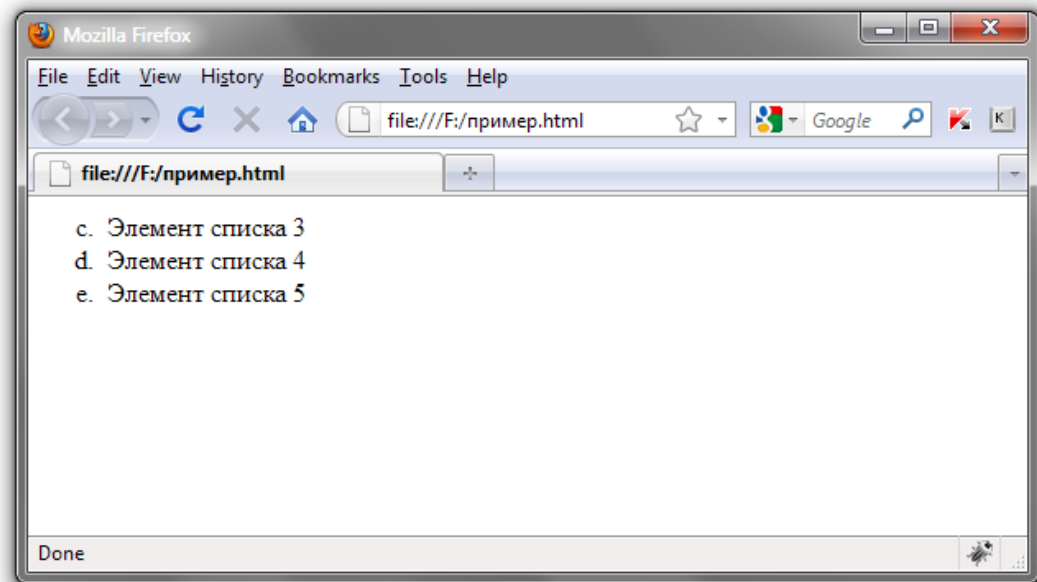 Mozilla Firefox
File Edit View History Bookmarks Tools Help
file:///F:/пример.html Google K
file:///F:/пример.html
c. Элемент списка 3
d. Элемент списка 4
e. Элемент списка 5
Done